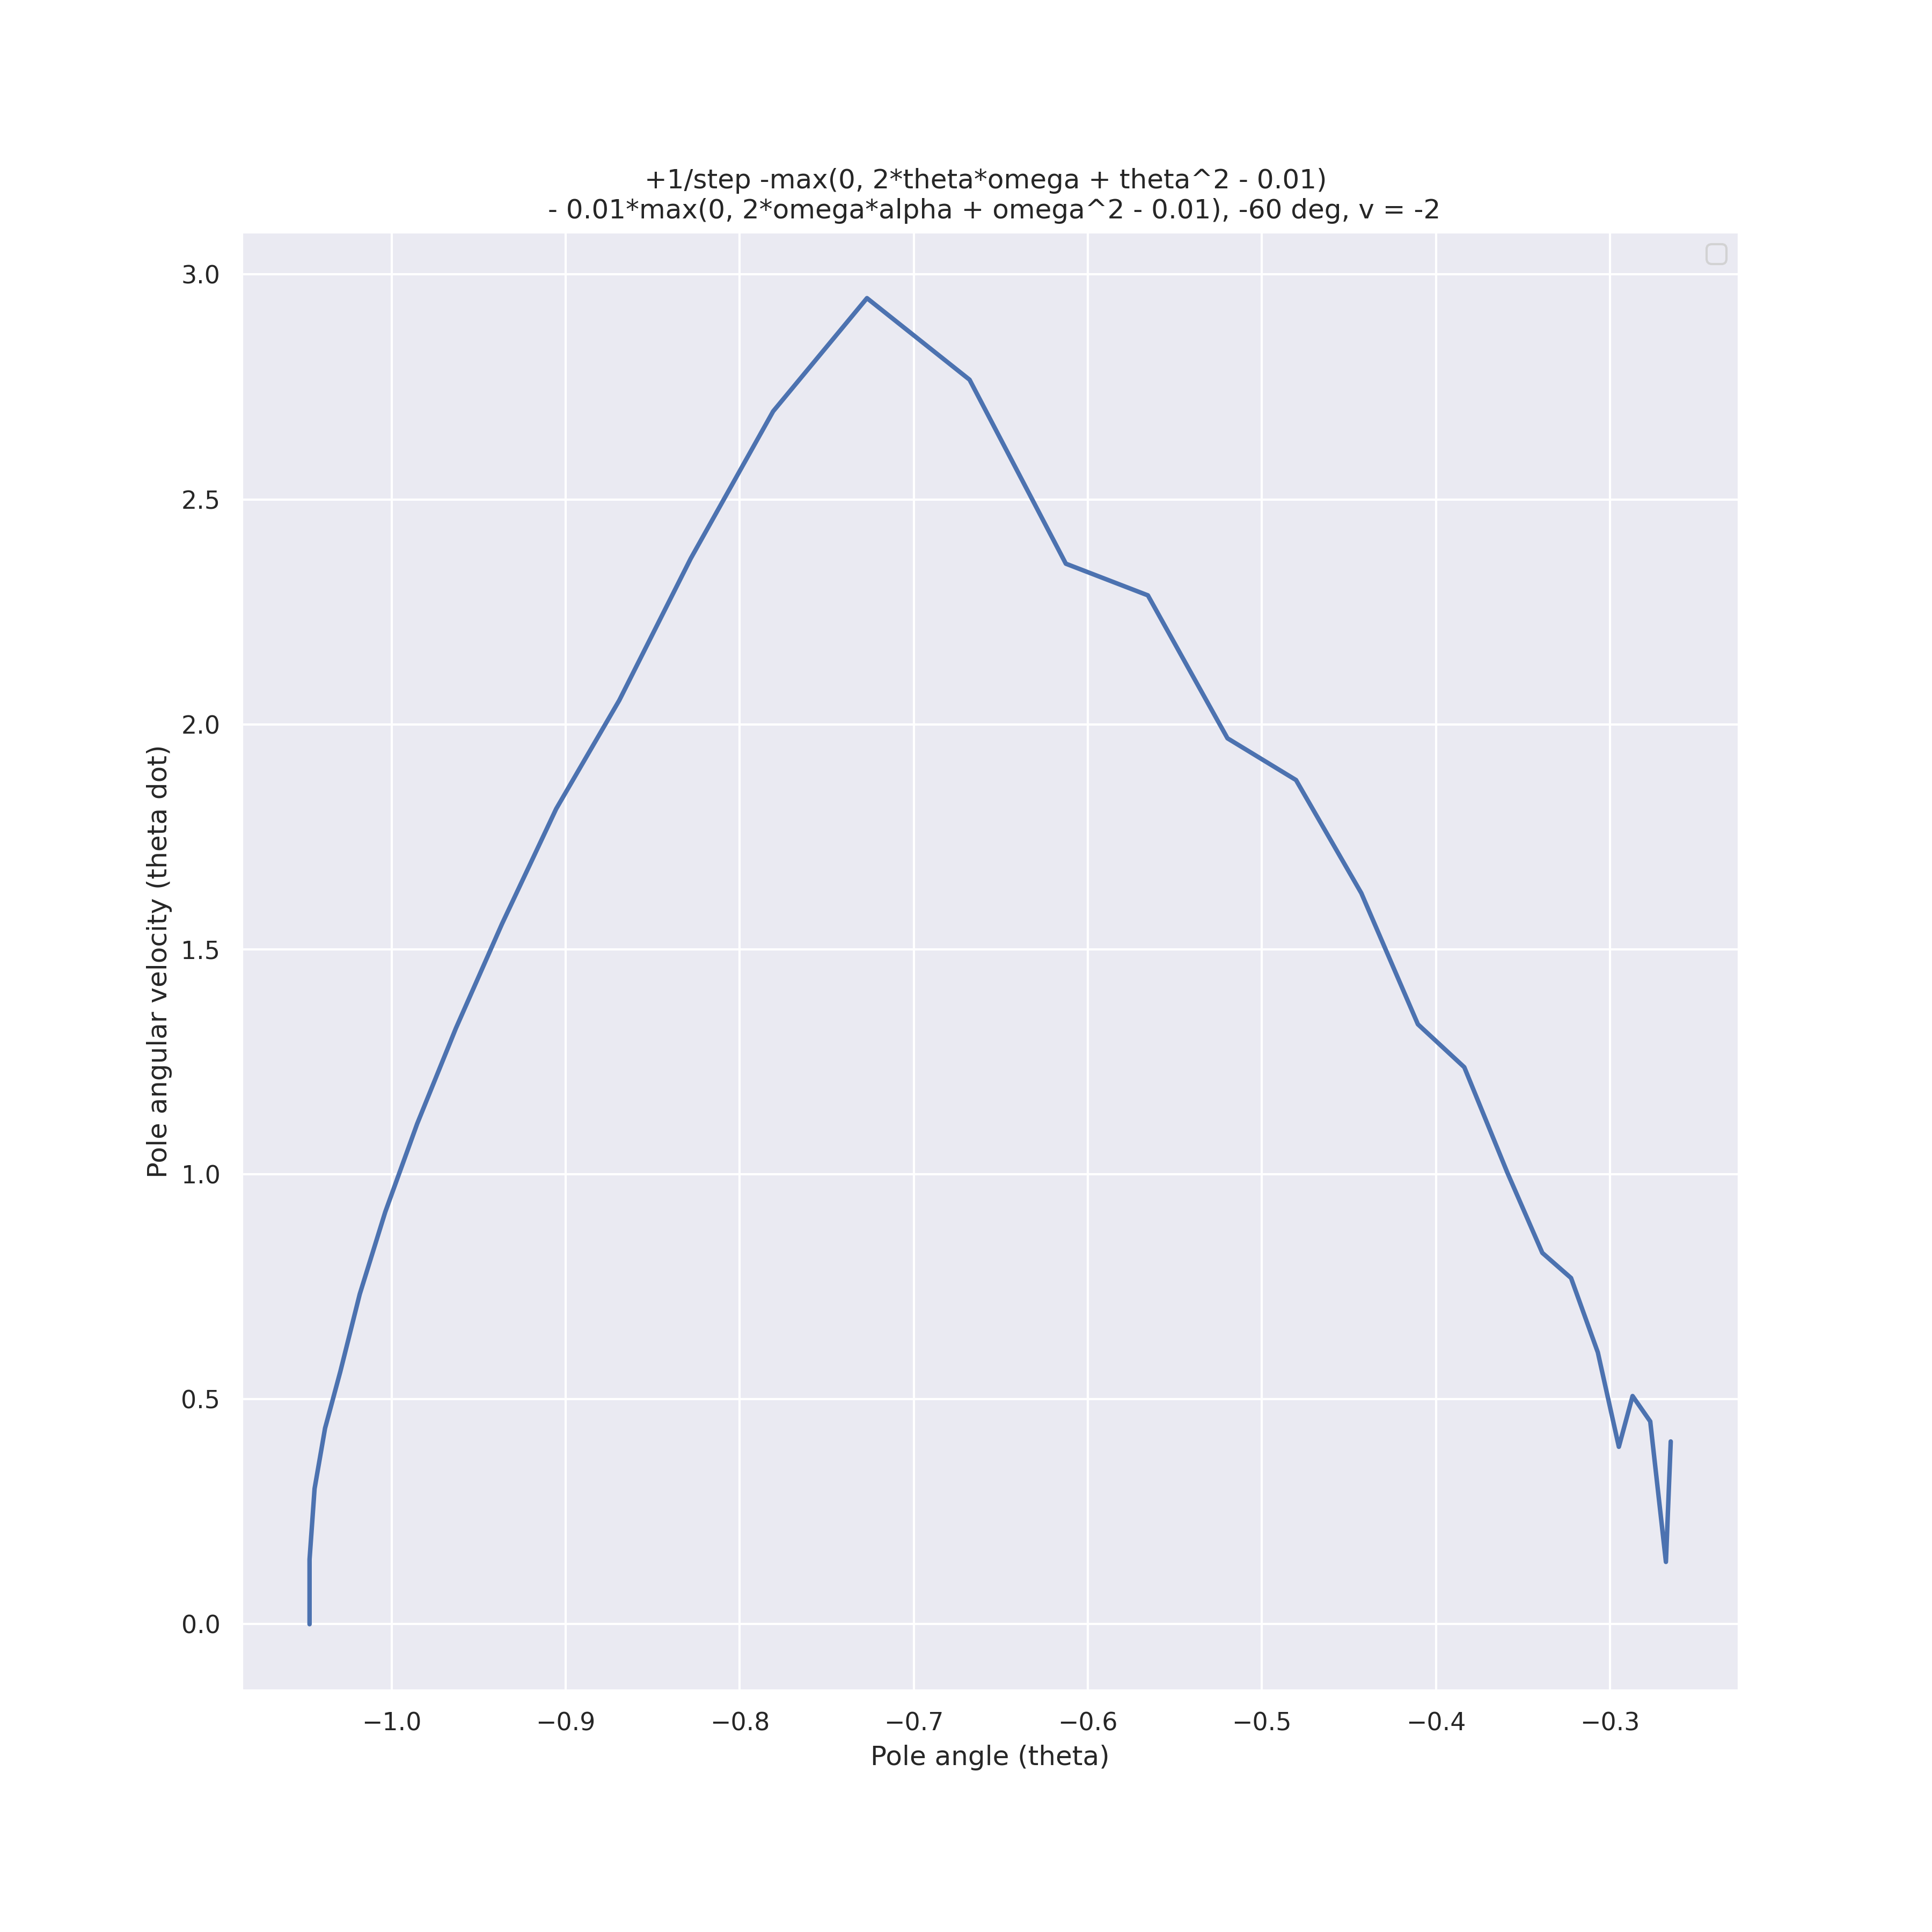 +1/step -max(0, 2*theta*omega + theta^2 - 0.01)
- 0.01*max(0, 2*omega*alpha + omega^2 - 0.01), -60 deg, v = -2
3.0
2.5
2.0
1.5
1.0
0.5
0.0
Pole angular velocity (theta dot)
−1.0 −0.9 −0.8 −0.7 −0.6 −0.5 −0.4 −0.3
Pole angle (theta)